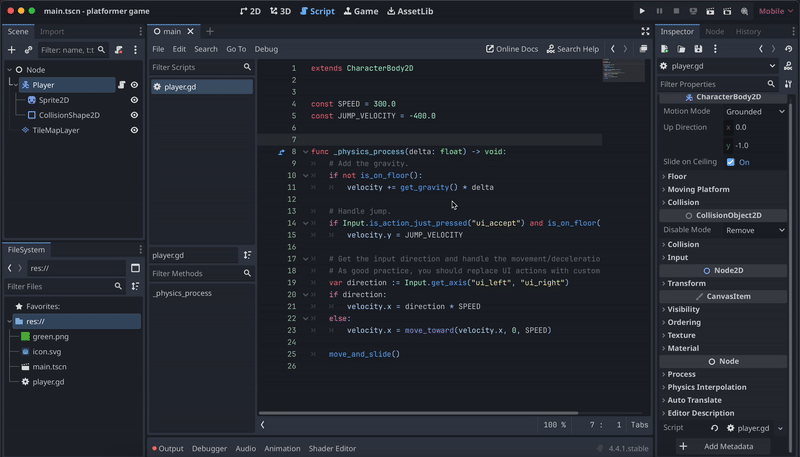 main.tscn - platformer game
2D 3D Script Game AssetLib
Mobile
Scene Import
Filter: name, t:t
Node
Player
Sprite2D
CollisionShape2D
TileMapLayer
FileSystem
res://
Filter Files
Favorites:
res://
green.png
icon.svg
main.tscn
player.gd
main
File Edit Search Go To Debug
Online Docs Search Help
Filter Scripts
player.gd
player.gd
Filter Methods
_physics_process
1 extends CharacterBody2D
2
3
4 const SPEED = 300.0
5 const JUMP_VELOCITY = -400.0
6
7
8 func _physics_process(delta: float) -> void:
9 # Add the gravity.
10 if not is_on_floor():
11 velocity += get_gravity() * delta
12
13 # Handle jump.
14 if Input.is_action_just_pressed("ui_accept") and is_on_floor(
15 velocity.y = JUMP_VELOCITY
16
17 # Get the input direction and handle the movement/deceleratio
18 # As good practice, you should replace UI actions with custom
19 var direction := Input.get_axis("ui_left", "ui_right")
20 if direction:
21 velocity.x = direction * SPEED
22 else:
23 velocity.x = move_toward(velocity.x, 0, SPEED)
24
25 move_and_slide()
26
100 % 7 : 1 Tabs
Output Debugger Audio Animation Shader Editor
4.4.1.stable
Inspector Node History
player.gd
Filter Properties
CharacterBody2D
Motion Mode Grounded
Up Direction x 0.0
y -1.0
Slide on Ceiling On
Floor
Moving Platform
Collision
CollisionObject2D
Disable Mode Remove
Collision
Input
Node2D
Transform
CanvasItem
Visibility
Ordering
Texture
Material
Node
Process
Physics Interpolation
Auto Translate
Editor Description
Script player.gd
Add Metadata